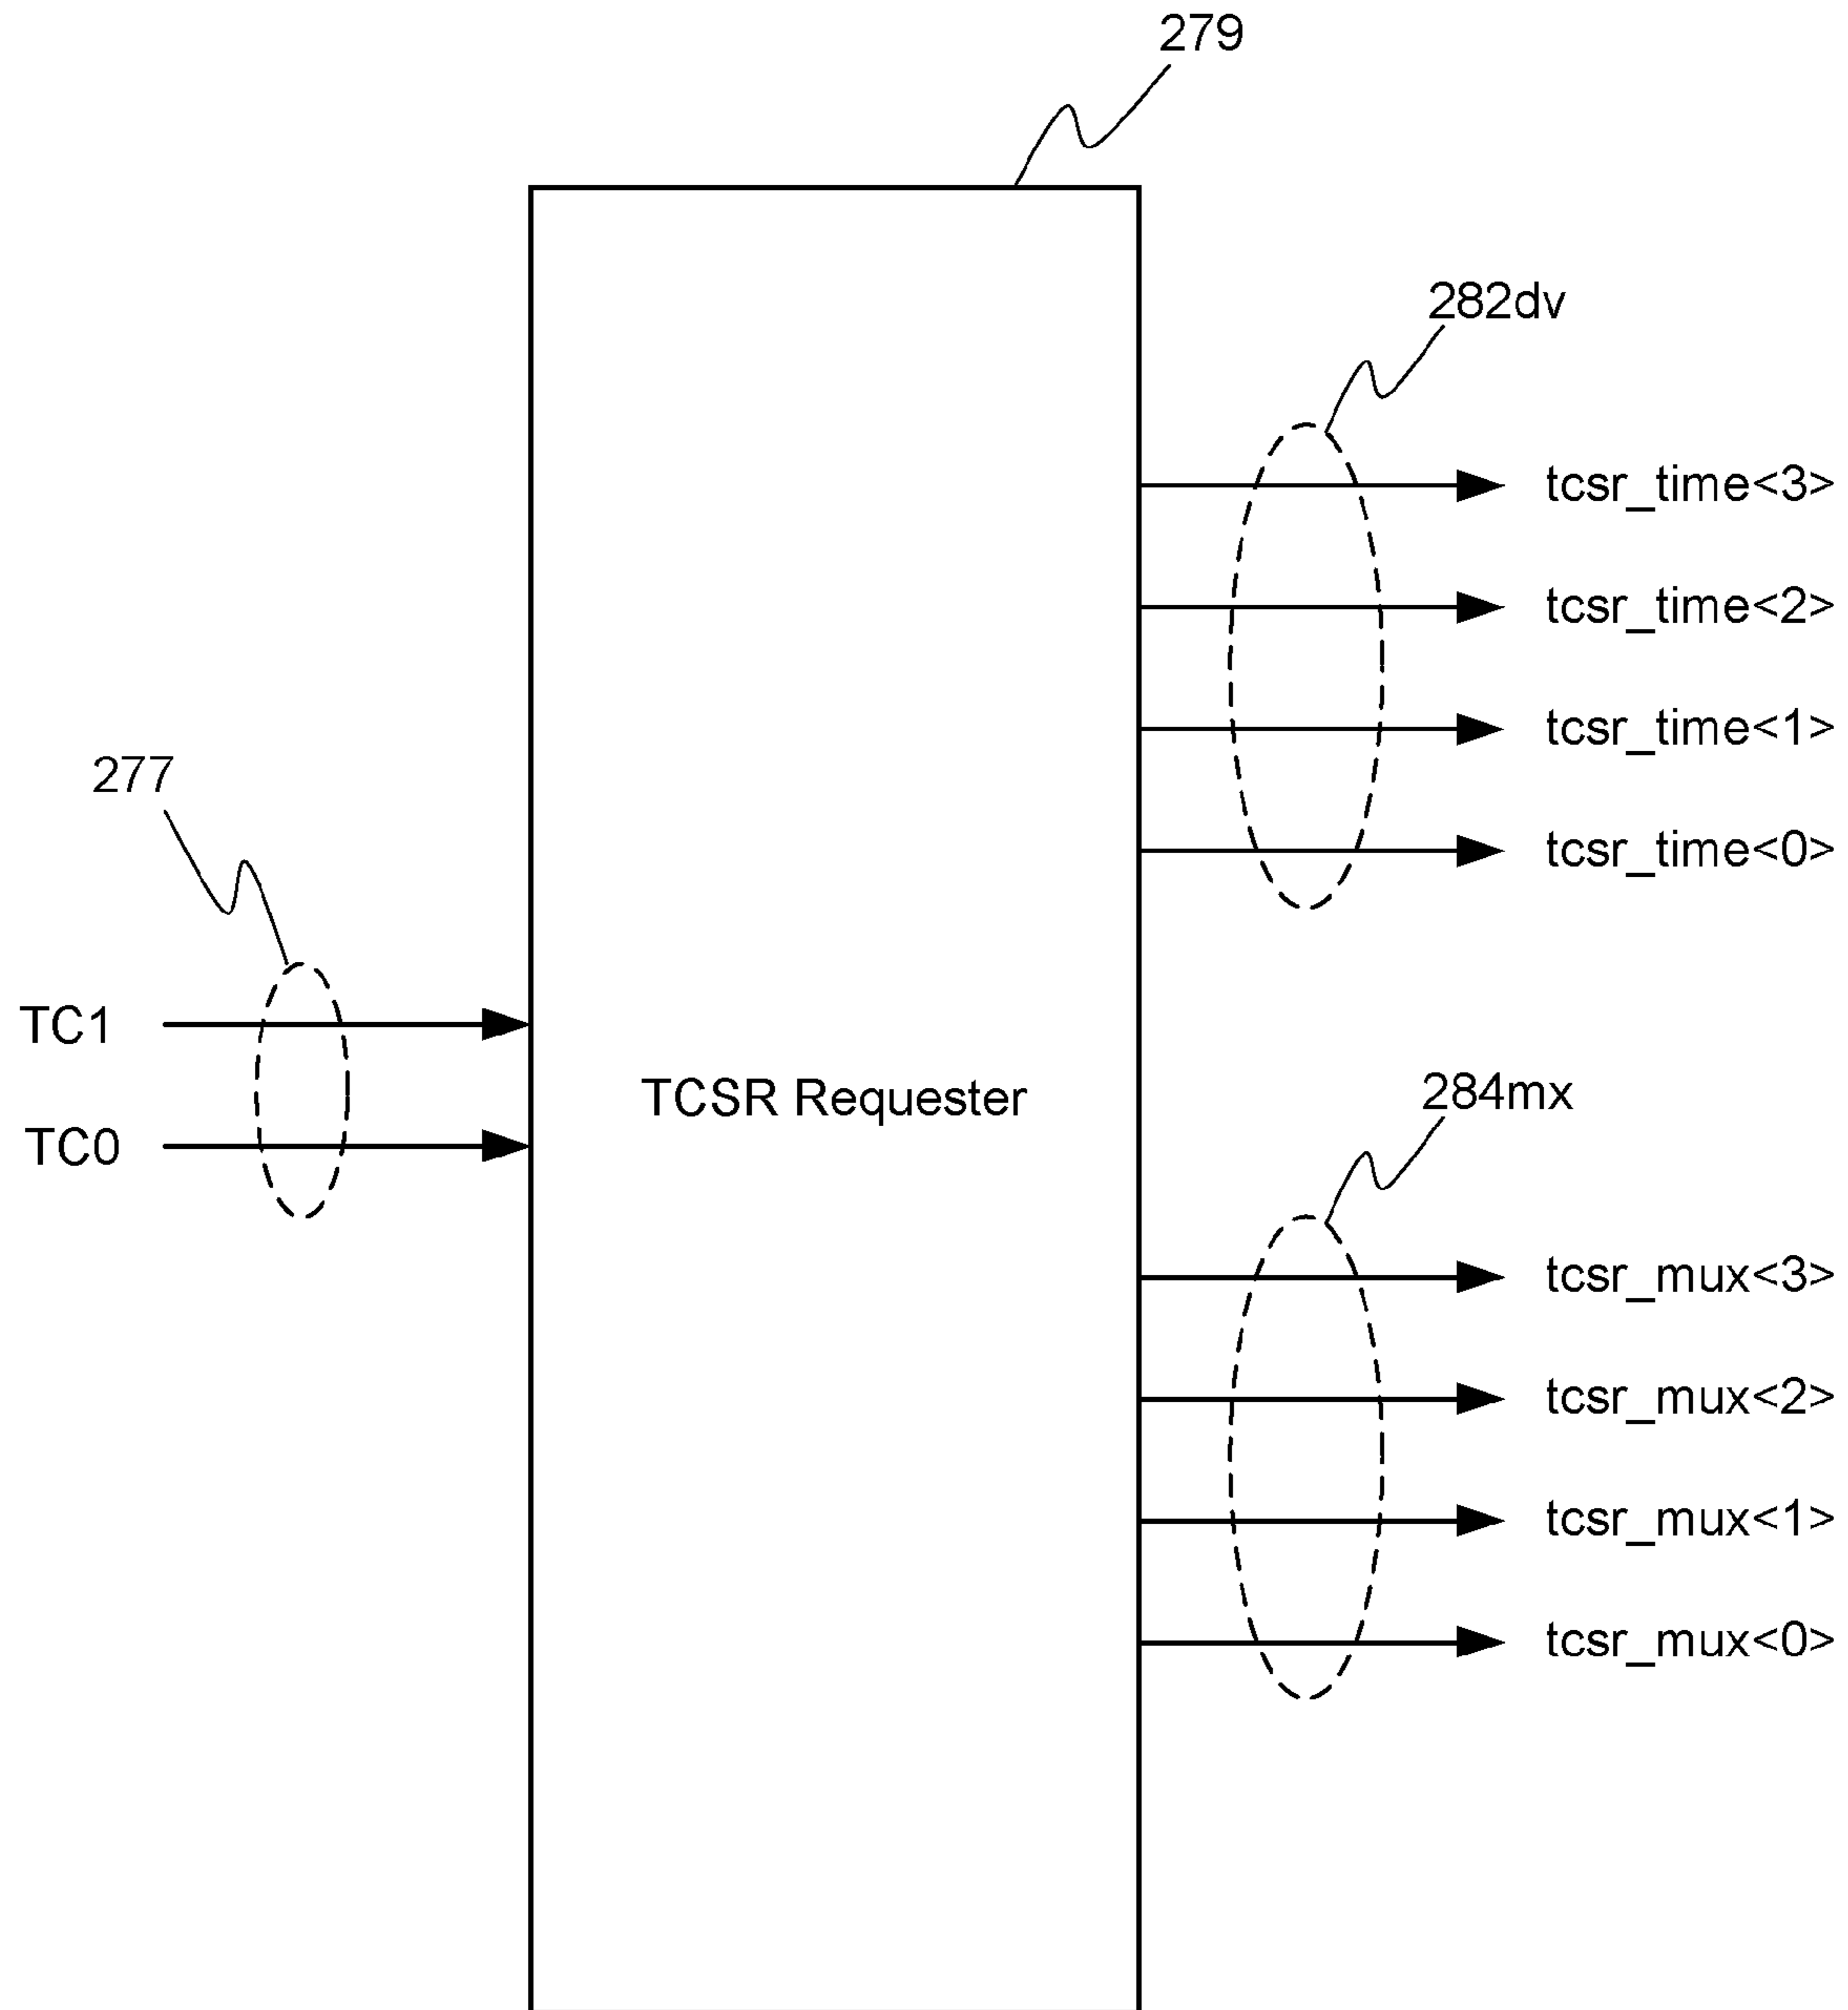 279
282dv
tcsr_time<3>
tcsr_time<2>
tcsr_time<1>
277
tcsr_time<0>
TC1
TCSR Requester
284mx
TC0
tcsr_mux<3>
tcsr_mux<2>
tcsr_mux<1>
tcsr_mux<0>